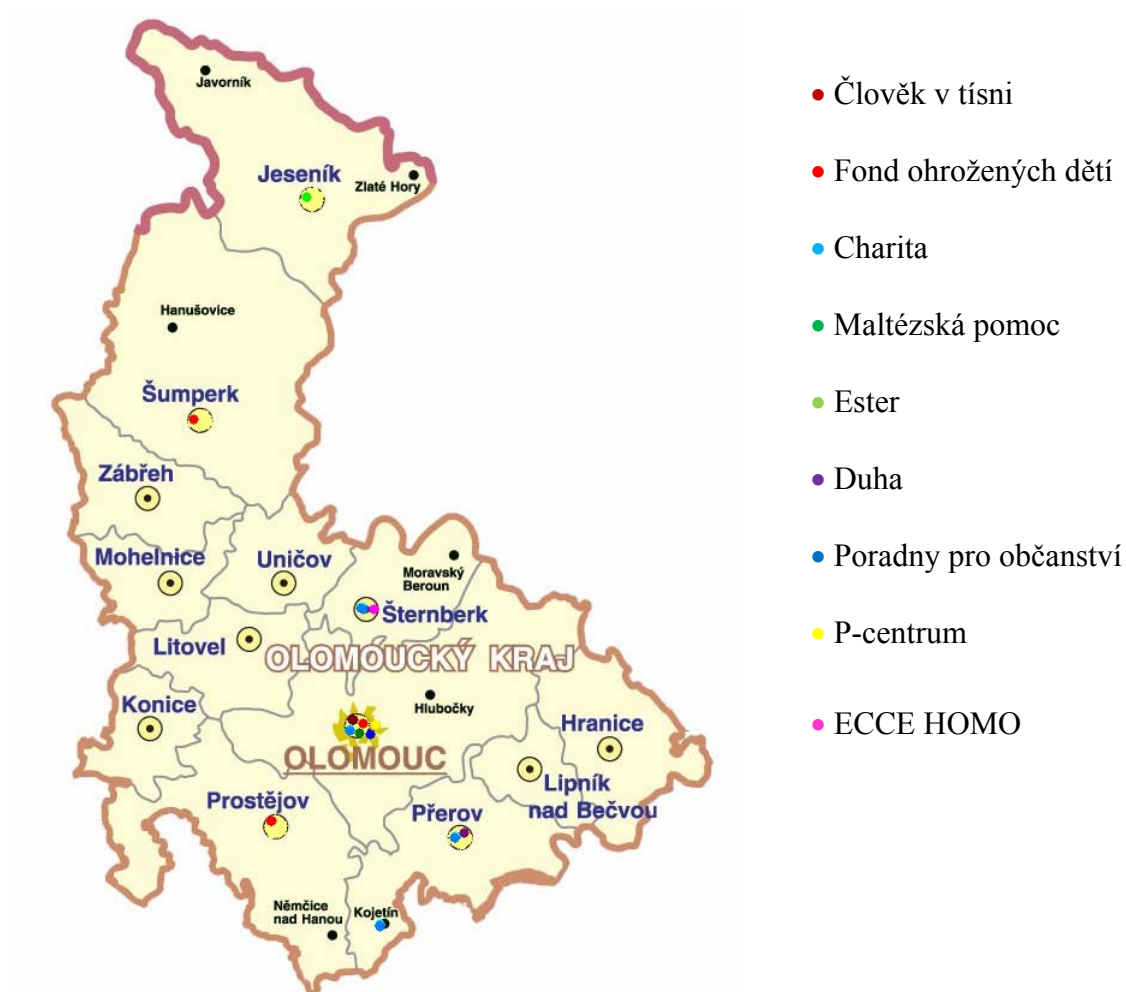 Javorník
Jeseník
Zlaté Hory
Hanušovice
Šumperk
Zábřeh
Mohelnice
Uničov
Moravský
Beroun
Šternberk
Litovel
OLOMOUCKÝ KRAJ
Konice
Hlubočky
Hranice
OLOMOUC
Lipník
nad Bečvou
Prostějov
Přerov
Němčice
nad Hanou
Kojetín
Člověk v tísni
Fond ohrožených dětí
Charita
Maltézská pomoc
Ester
Duha
Poradny pro občanství
P-centrum
ECCE HOMO